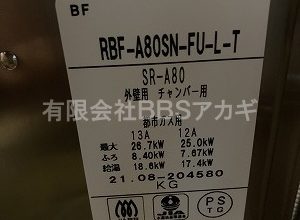 BF
RBF-A80SN-FU-L-T
SR-A80
外壁用 チャンバー用
有限会社BBSアカギ
都市ガス用
13A 12A
最大 26.7kW 25.0kW
ふろ 8.40kW 7.67kW
給湯 18.6kW 17.4kW
21.08-204580
KG
JIA
PS
TG